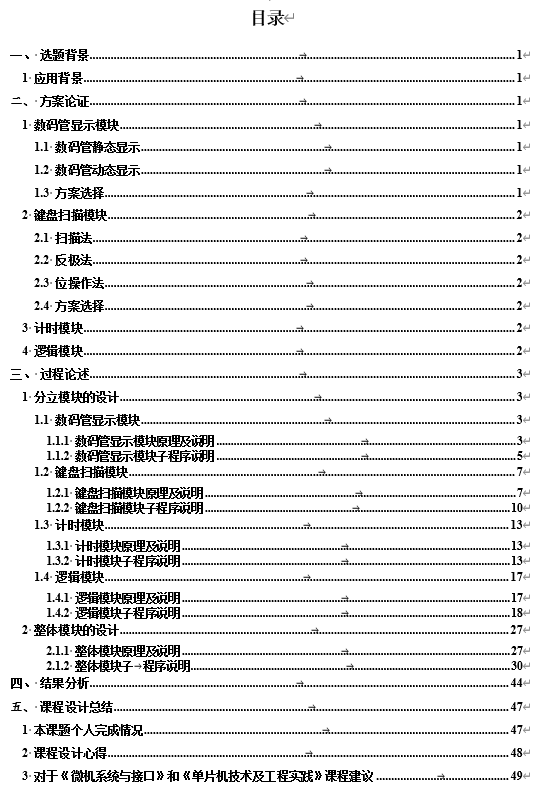 目录
一、 选题背景 1
1 应用背景 1
二、 方案论证 1
1 数码管显示模块 1
1.1 数码管静态显示 1
1.2 数码管动态显示 1
1.3 方案选择 1
2 键盘扫描模块 2
2.1 扫描法 2
2.2 反极法 2
2.3 位操作法 2
2.4 方案选择 2
3 计时模块 2
4 逻辑模块 2
三、 过程论述 3
1 分立模块的设计 3
1.1 数码管显示模块 3
1.1.1 数码管显示模块原理及说明 3
1.1.2 数码管显示模块子程序说明 5
1.2 键盘扫描模块 7
1.2.1 键盘扫描模块原理及说明 7
1.2.2 键盘扫描模块子程序说明 10
1.3 计时模块 13
1.3.1 计时模块原理及说明 13
1.3.2 计时模块子程序说明 13
1.4 逻辑模块 17
1.4.1 逻辑模块原理及说明 17
1.4.2 逻辑模块子程序说明 18
2 整体模块的设计 27
2.1.1 整体模块原理及说明 27
2.1.2 整体模块子→程序说明 30
四、 结果分析 44
五、 课程设计总结 47
1 本课题个人完成情况 47
2 课程设计心得 48
3 对于《微机系统与接口》和《单片机技术及工程实践》课程建议 49